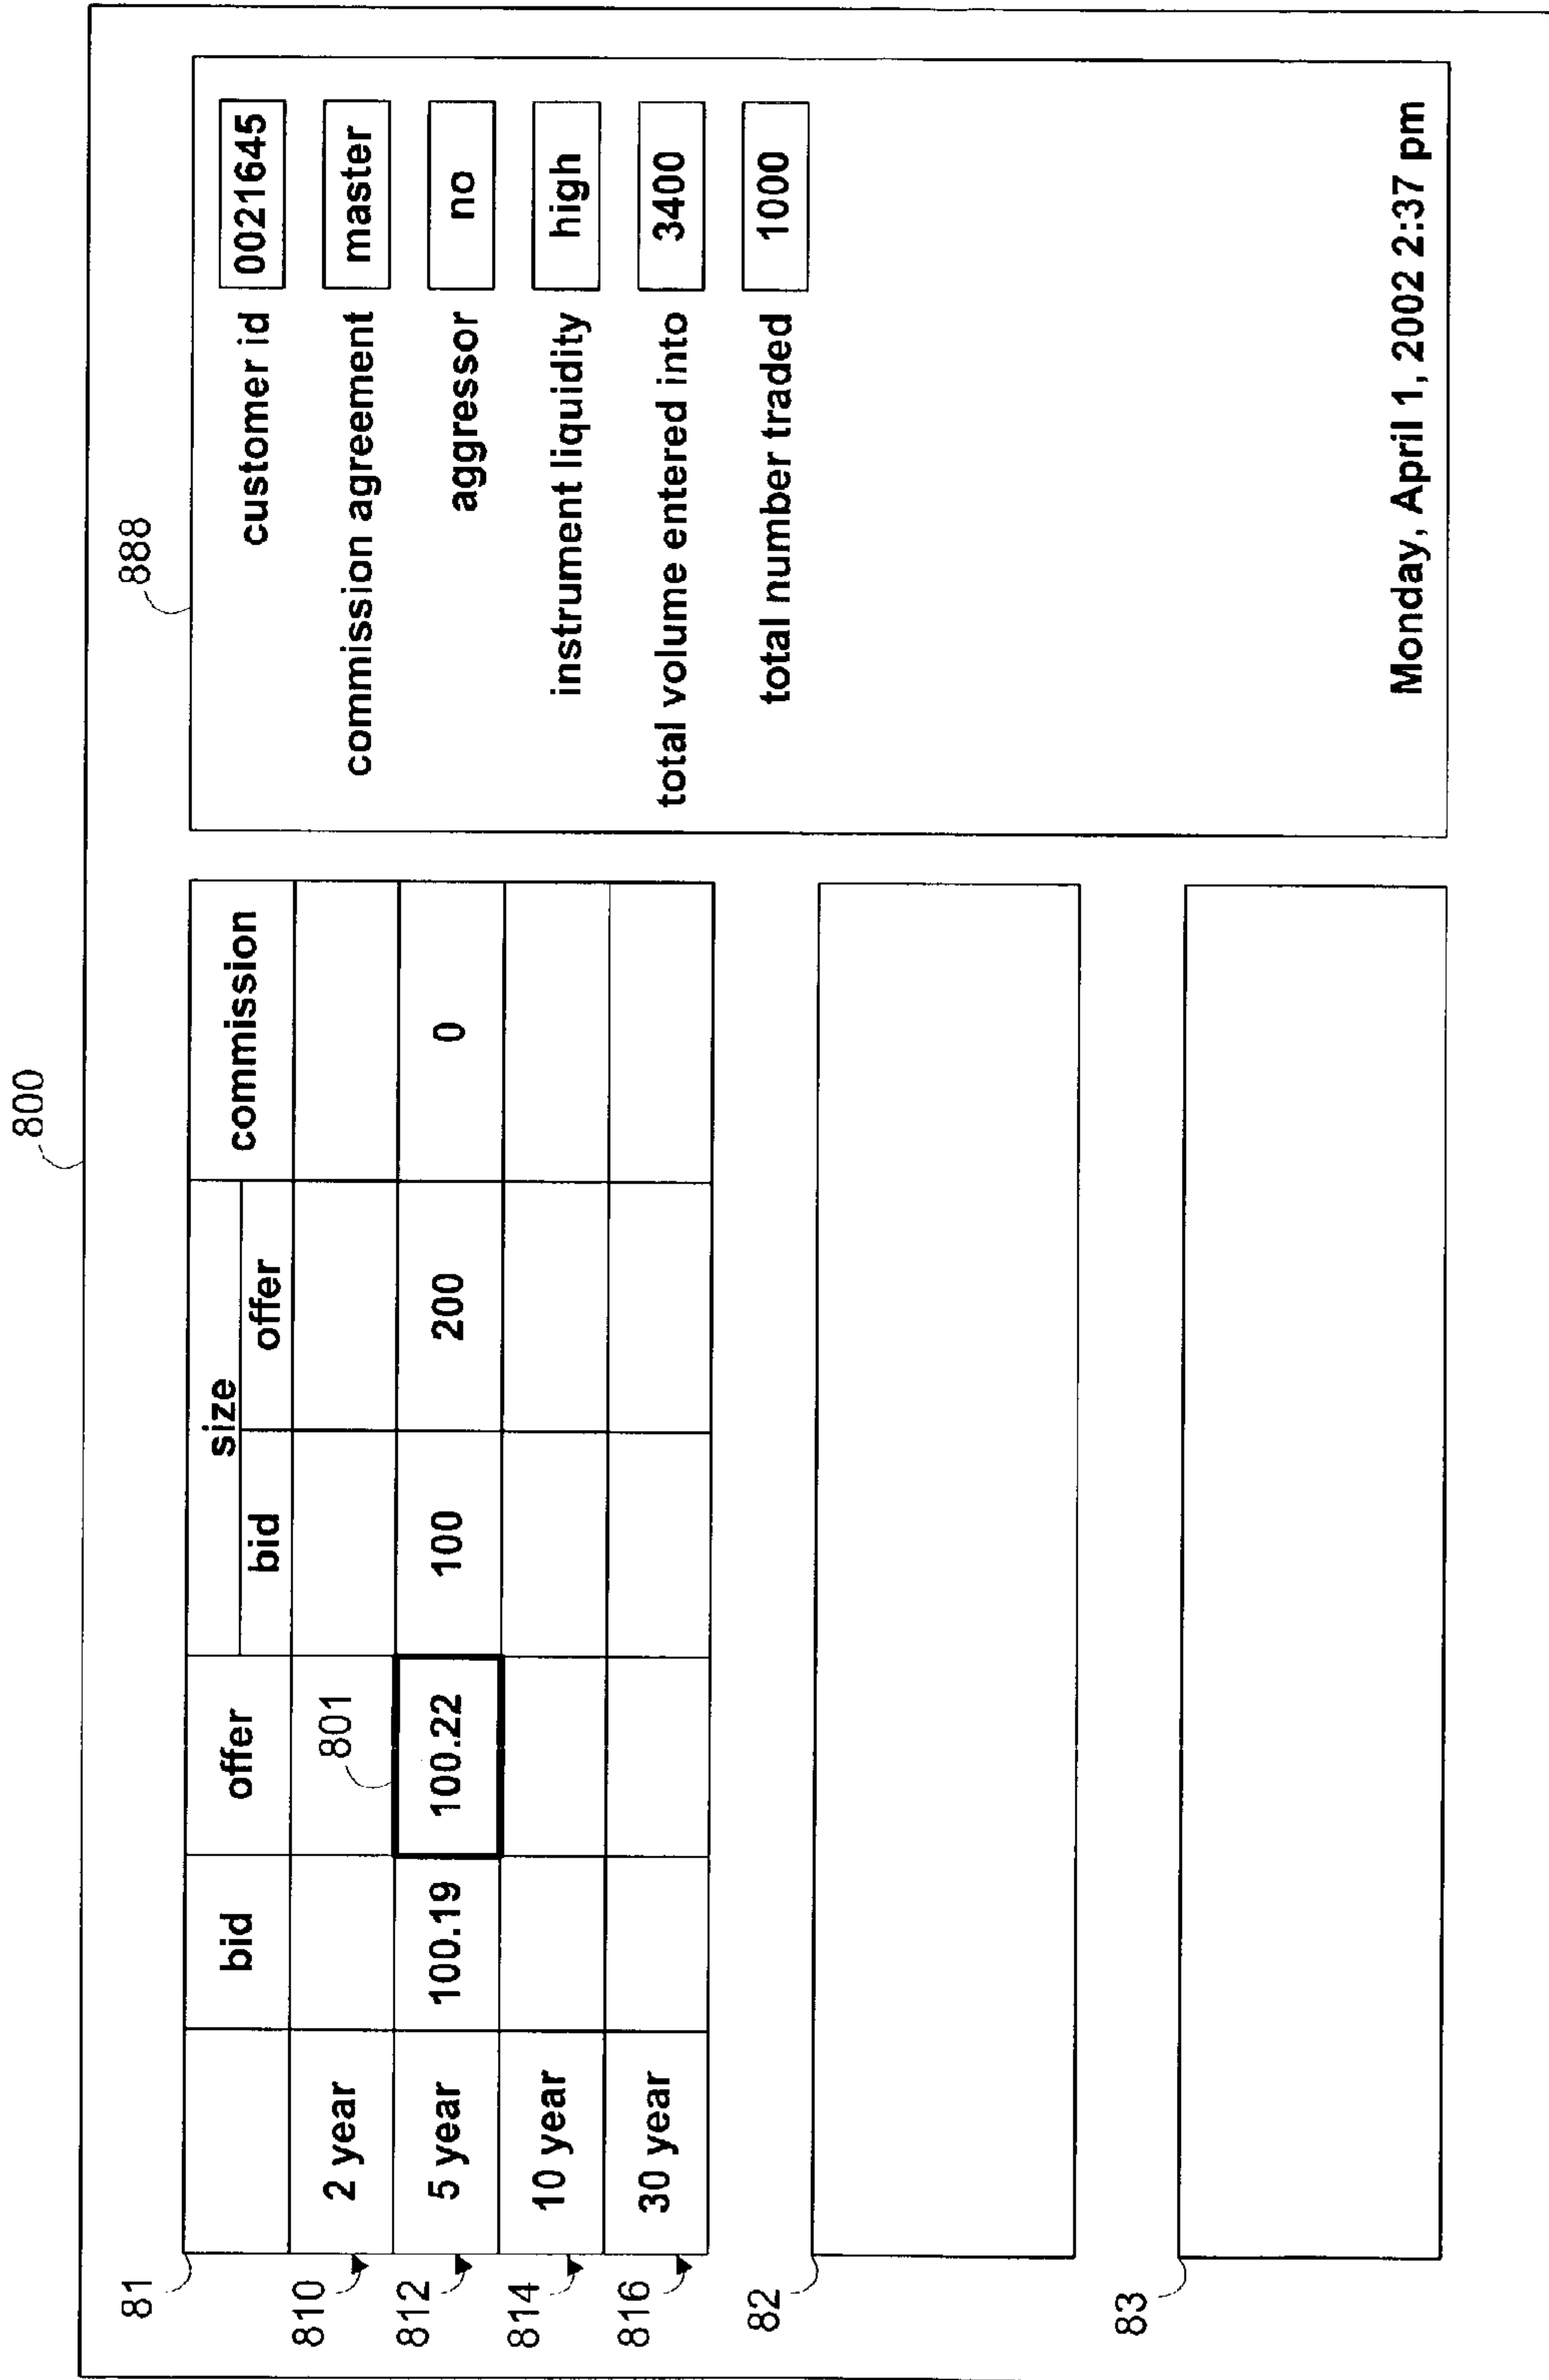 800
888
81
bid offer size commission
bid offer
810 2 year
801
812 5 year 100.19 100.22 100 200 0
814 10 year
816 30 year
82
83
customer id 0021645
commission agreement master
aggressor no
instrument liquidity high
total volume entered into 3400
total number traded 1000
Monday, April 1, 2002 2:37 pm